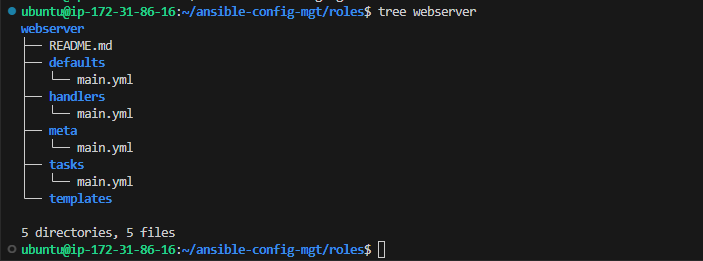 ubuntu@ip-172-31-86-16:~/ansible-config-mgt/roles$ tree webserver
webserver
├── README.md
├── defaults
│   └── main.yml
├── handlers
│   └── main.yml
├── meta
│   └── main.yml
├── tasks
│   └── main.yml
└── templates

5 directories, 5 files
ubuntu@ip-172-31-86-16:~/ansible-config-mgt/roles$